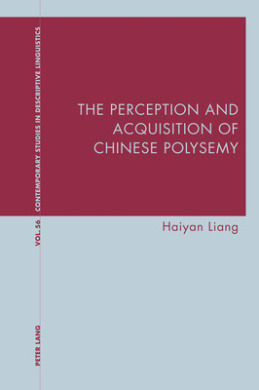 THE PERCEPTION AND
ACQUISITION OF
CHINESE POLYSEMY
Haiyan Liang
PETER LANG
VOL. 56
CONTEMPORARY STUDIES IN DESCRIPTIVE LINGUISTICS